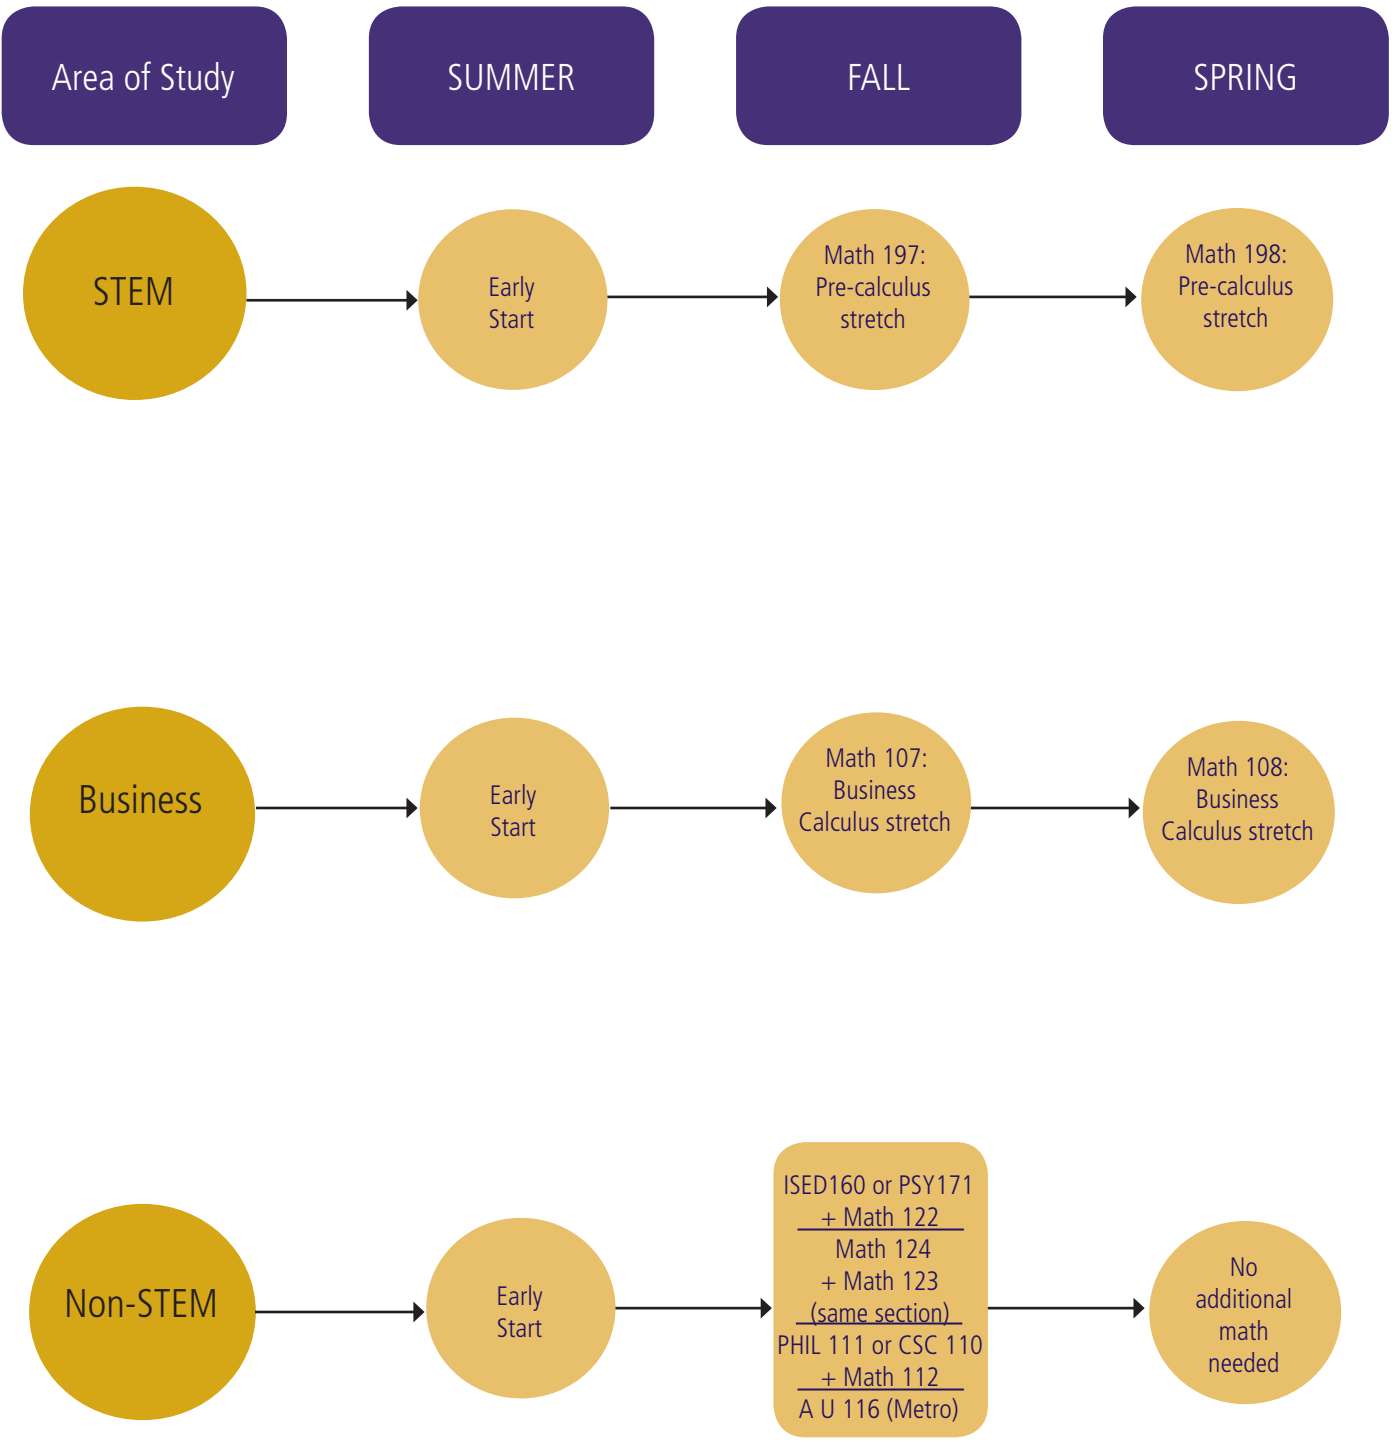 Area of Study
SUMMER
FALL
SPRING
STEM
Early
Start
Math 197:
Pre-calculus
stretch
Math 198:
Pre-calculus
stretch
Business
Early
Start
Math 107:
Business
Calculus stretch
Math 108:
Business
Calculus stretch
Non-STEM
Early
Start
ISED160 or PSY171
+ Math 122
Math 124
+ Math 123
(same section)
PHIL 111 or CSC 110
+ Math 112
A U 116 (Metro)
No
additional
math
needed